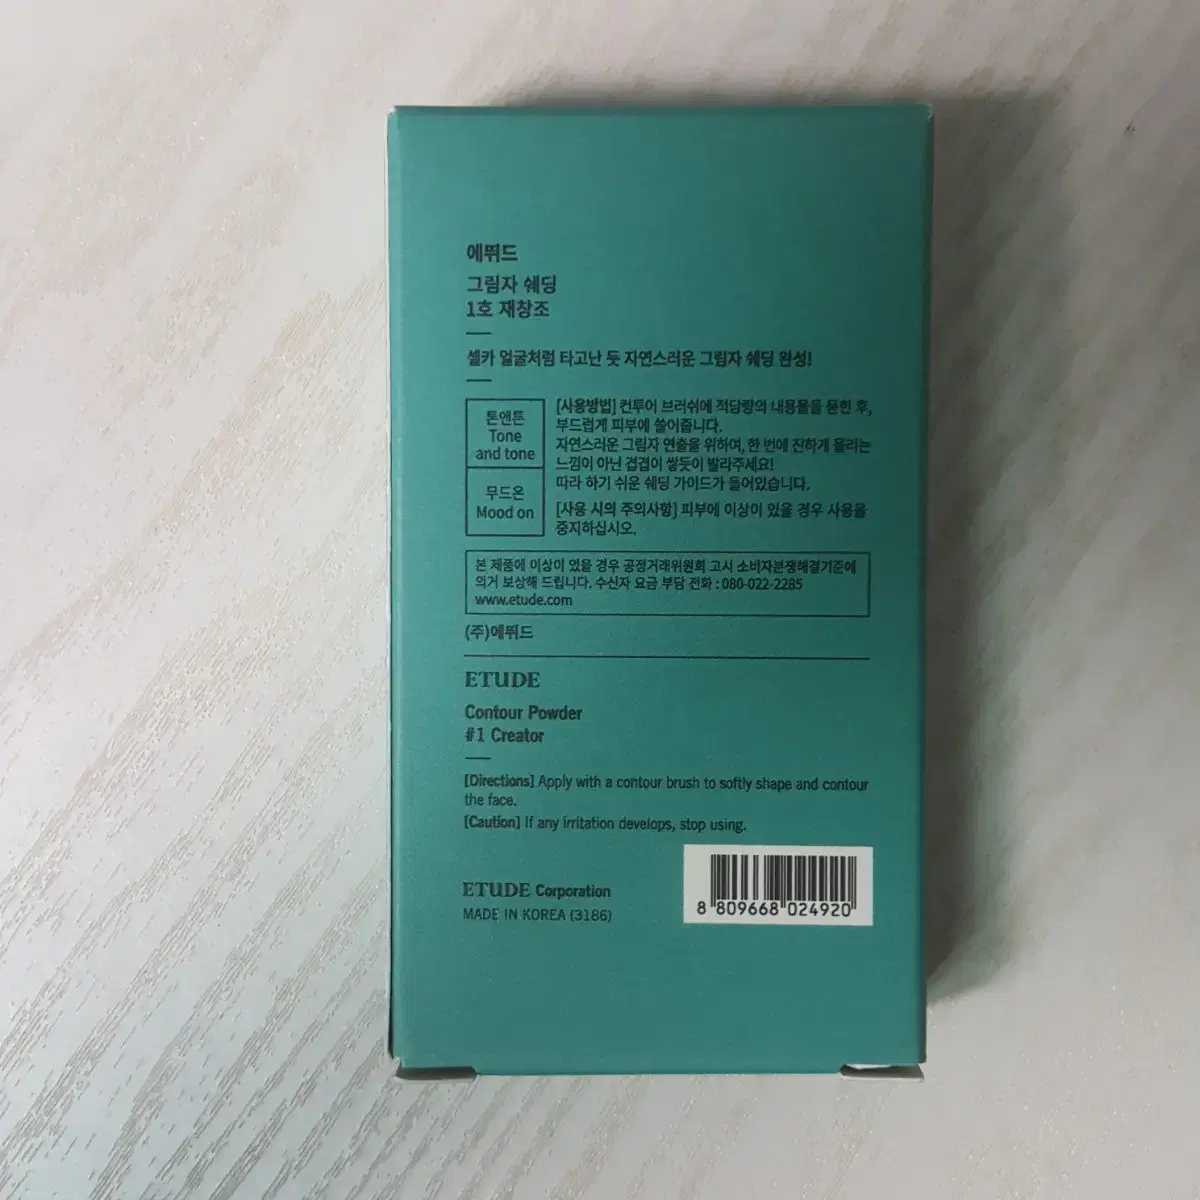 에뛰드
그림자 쉐딩
1호 재창조
셀카 얼굴처럼 타고난 듯 자연스러운 그림자 쉐딩 완성!
톤앤톤
Tone
and tone
무드온
Mood on
[사용방법] 컨투어 브러쉬에 적당량의 내용물을 묻힌 후,
부드럽게 피부에 쓸어줍니다.
자연스러운 그림자 연출을 위하여, 한 번에 진하게 올리는
느낌이 아닌 겹겹이 쌓듯이 발라주세요!
따라 하기 쉬운 쉐딩 가이드가 들어있습니다.
[사용 시의 주의사항] 피부에 이상이 있을 경우 사용을
중지하십시오.
본 제품에 이상이 있을 경우 공정거래위원회 고시 소비자분쟁해결기준에
의거 보상해 드립니다. 수신자 요금 부담 전화 : 080-022-2285
www.etude.com
(주)에뛰드
ETUDE
Contour Powder
#1 Creator
[Directions] Apply with a contour brush to softly shape and contour
the face.
[Caution] If any irritation develops, stop using.
ETUDE Corporation
MADE IN KOREA (3186)
8 809668 024920